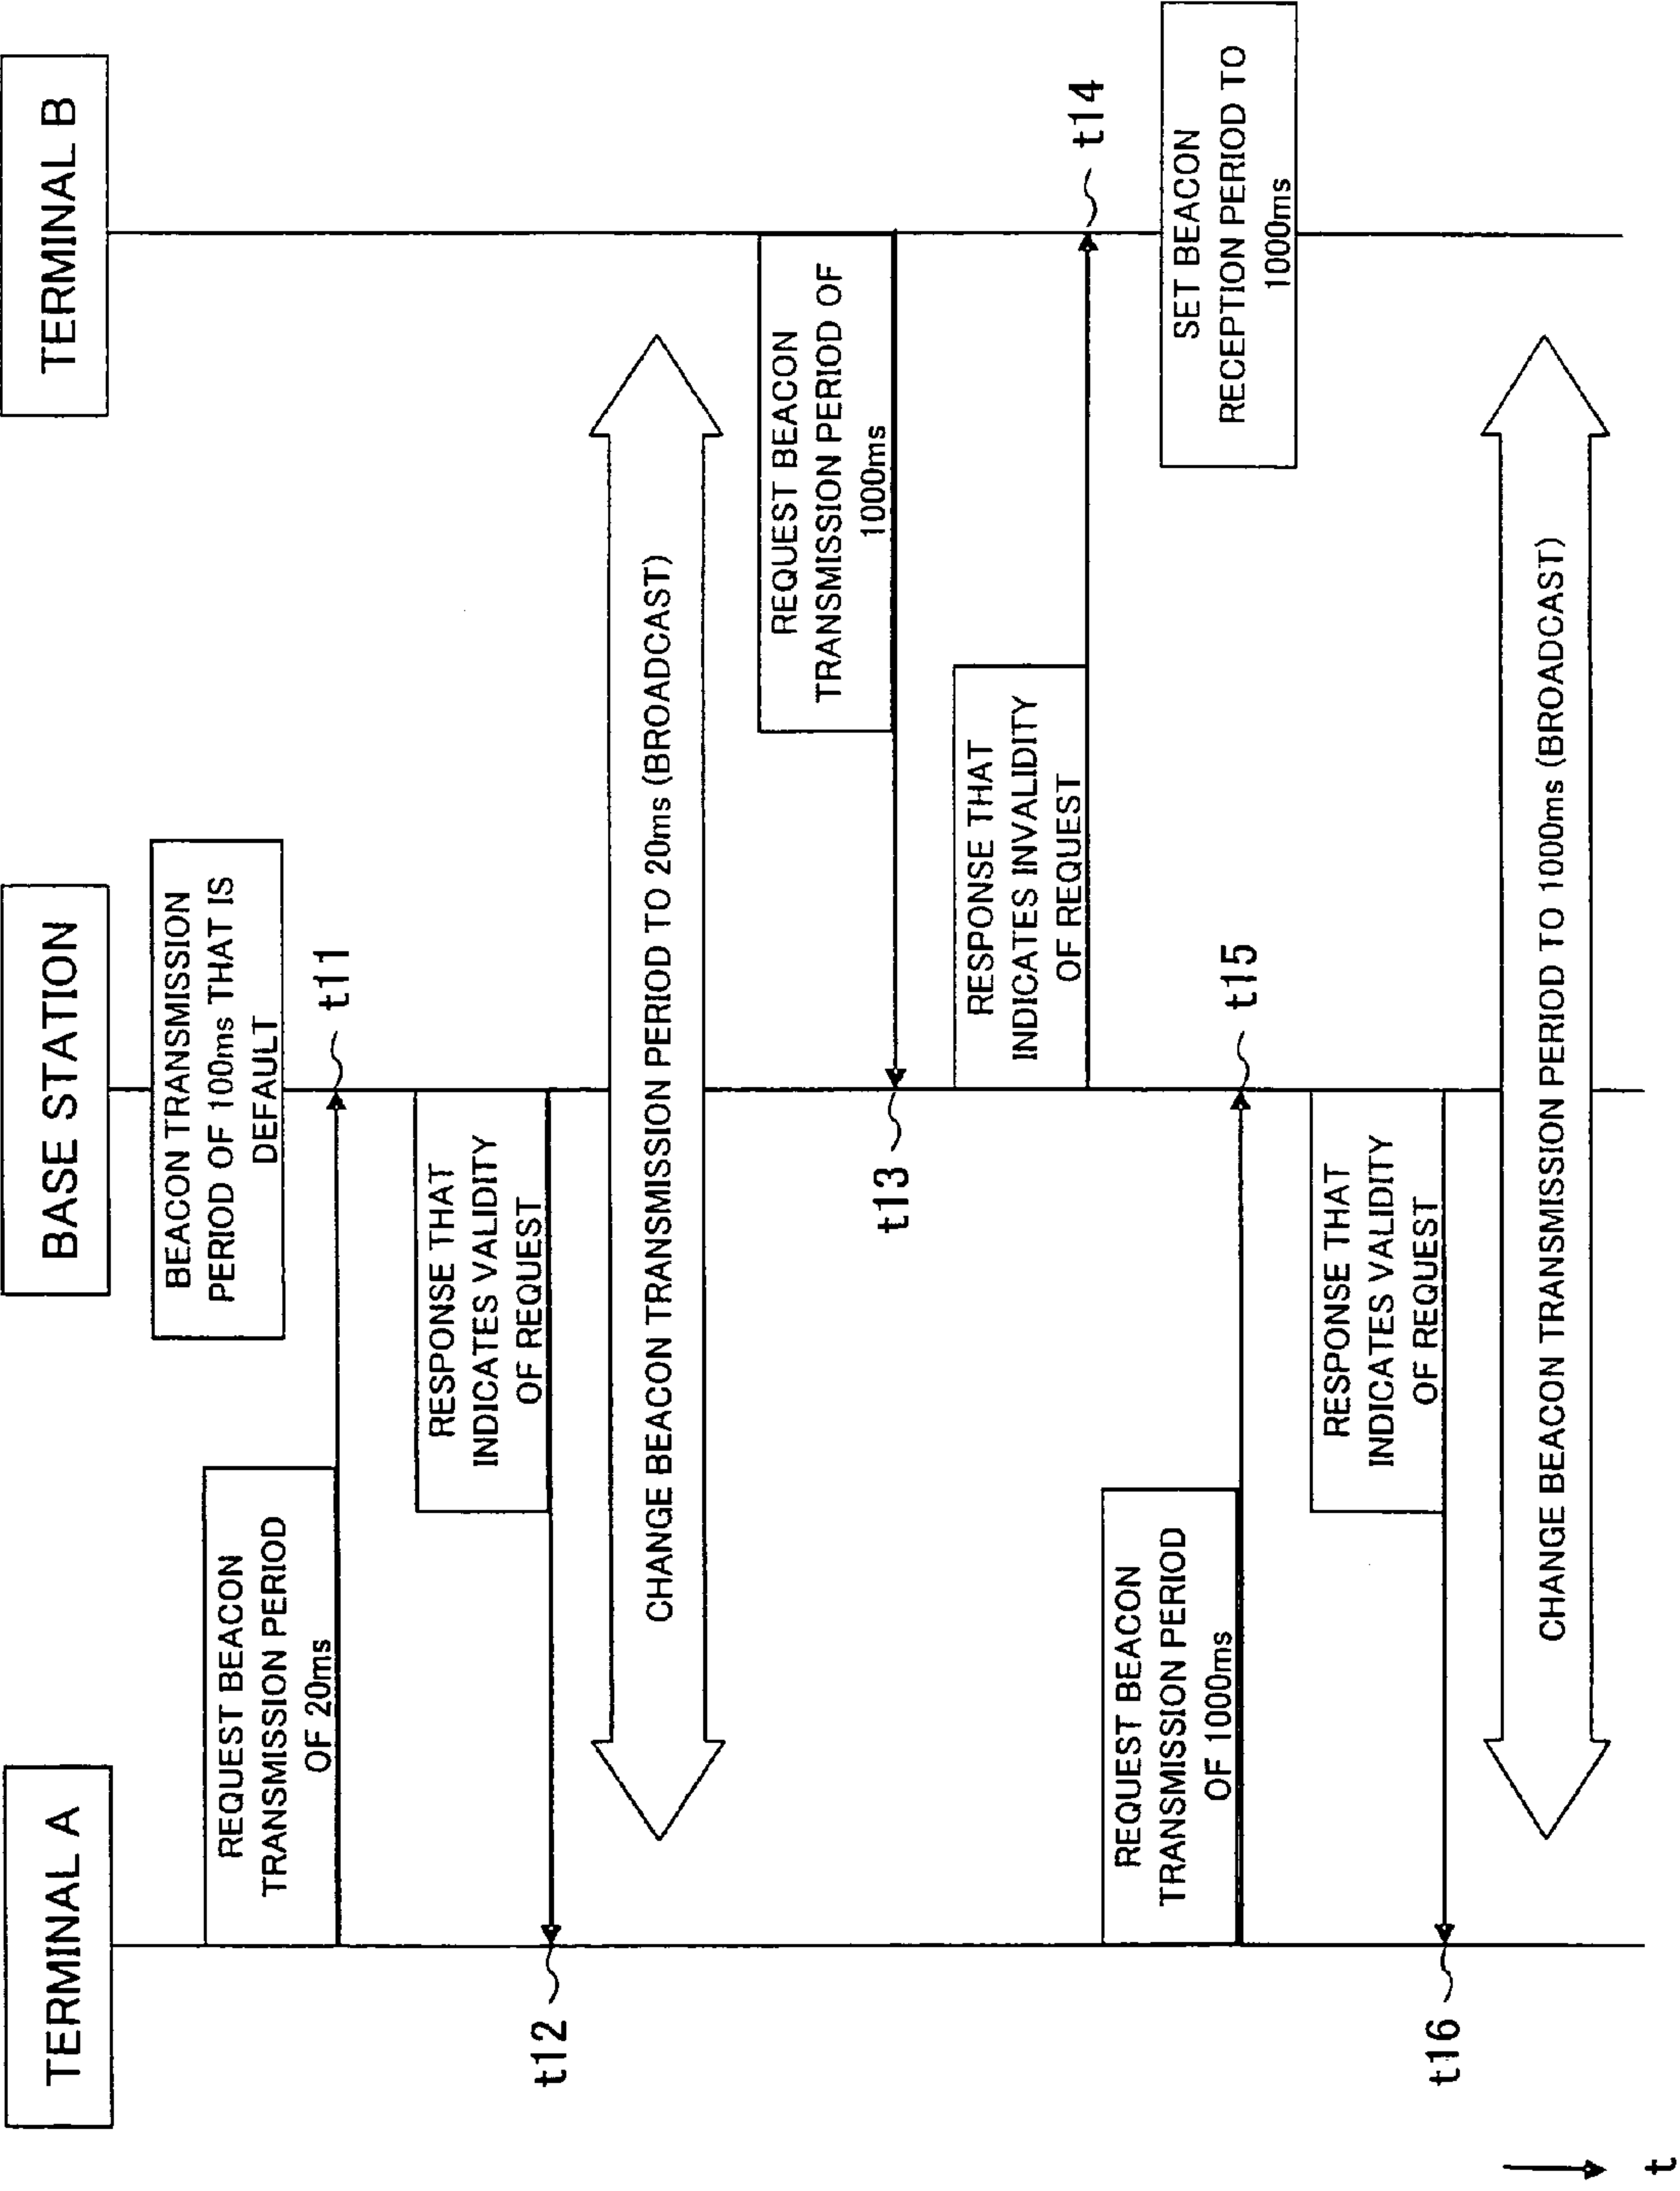 TERMINAL A
BASE STATION
TERMINAL B
BEACON TRANSMISSION
PERIOD OF 100ms THAT IS
DEFAULT
REQUEST BEACON
TRANSMISSION PERIOD
OF 20ms
t11
RESPONSE THAT
INDICATES VALIDITY
OF REQUEST
t12
CHANGE BEACON TRANSMISSION PERIOD TO 20ms (BROADCAST)
REQUEST BEACON
TRANSMISSION PERIOD OF
1000ms
t13
RESPONSE THAT
INDICATES INVALIDITY
OF REQUEST
t14
SET BEACON
RECEPTION PERIOD TO
1000ms
REQUEST BEACON
TRANSMISSION PERIOD
OF 1000ms
t15
RESPONSE THAT
INDICATES VALIDITY
OF REQUEST
t16
CHANGE BEACON TRANSMISSION PERIOD TO 1000ms (BROADCAST)
t